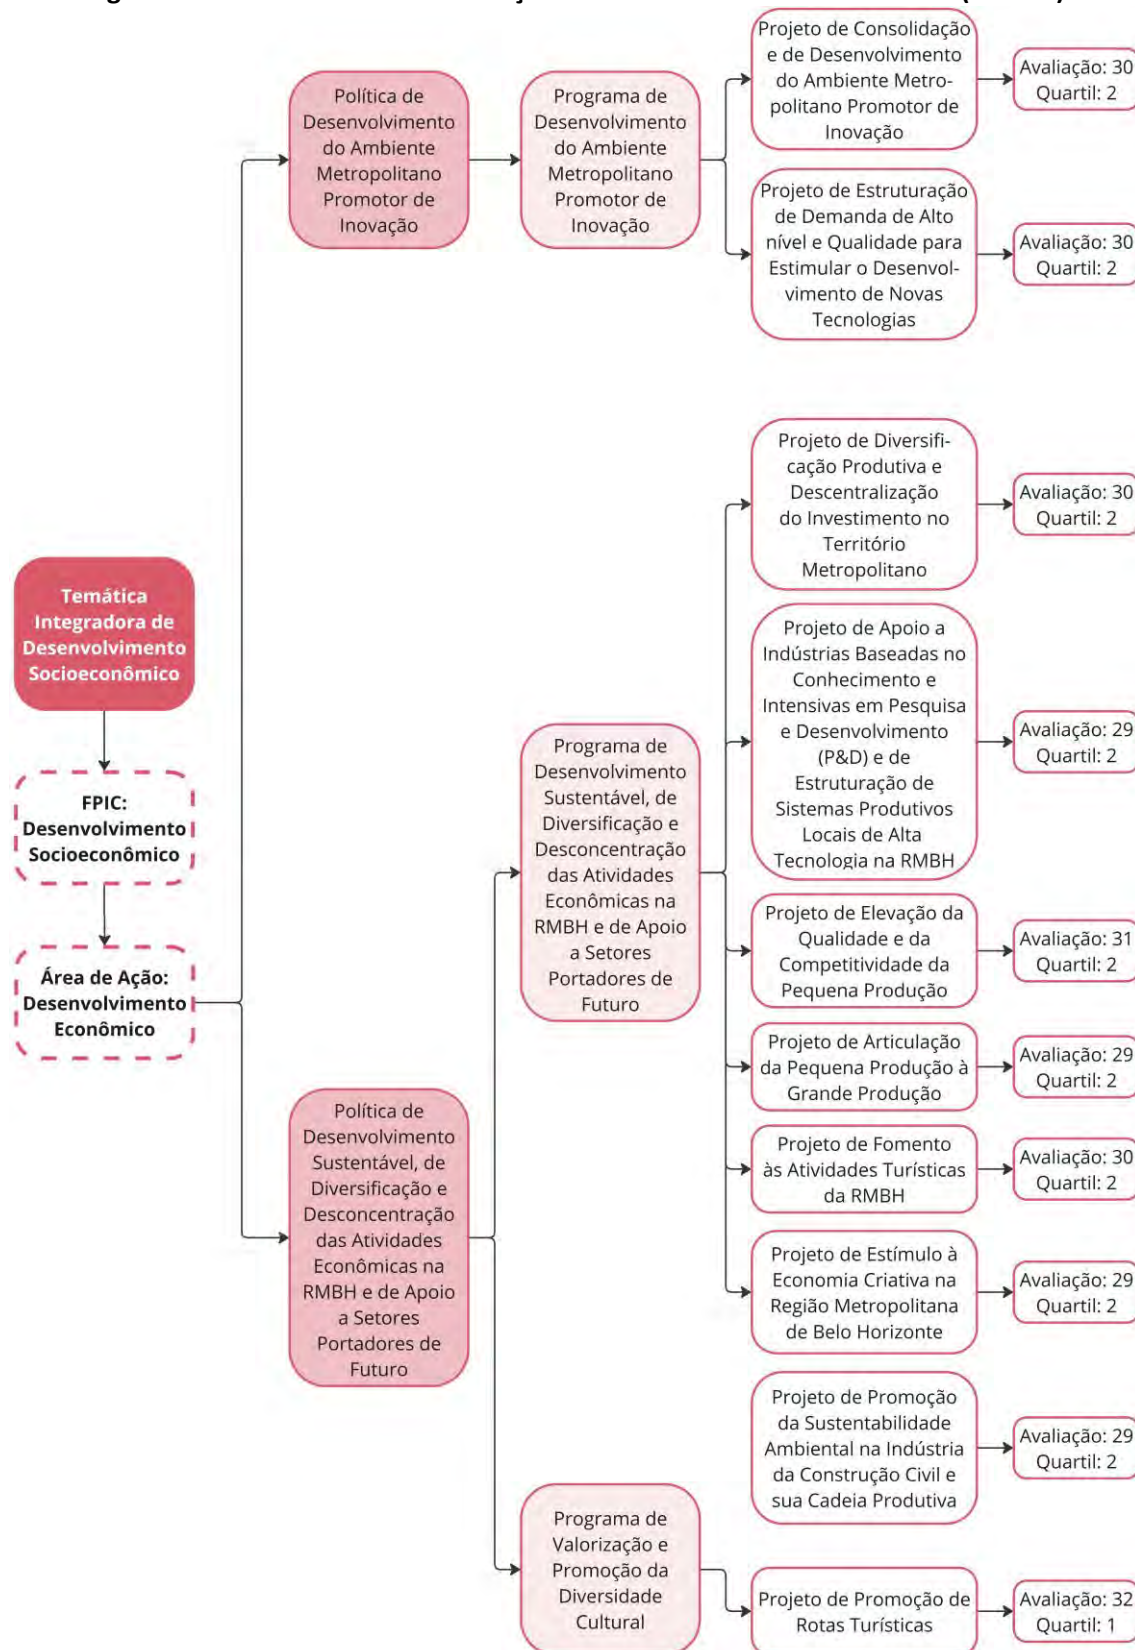 Temática
Integradora de
Desenvolvimento
Socioeconômico
FPIC:
Desenvolvimento
Socioeconômico
Área de Ação:
Desenvolvimento
Econômico
Política de
Desenvolvimento
do Ambiente
Metropolitano
Promotor de
Inovação
Programa de
Desenvolvimento
do Ambiente
Metropolitano
Promotor de
Inovação
Projeto de Consolidação
e de Desenvolvimento
do Ambiente Metro-
politano Promotor de
Inovação
Avaliação: 30
Quartil: 2
Projeto de Estruturação
de Demanda de Alto
nível e Qualidade para
Estimular o Desenvol-
vimento de Novas
Tecnologias
Avaliação: 30
Quartil: 2
Política de
Desenvolvimento
Sustentável, de
Diversificação e
Desconcentração
das Atividades
Econômicas na
RMBH e de Apoio
a Setores
Portadores de
Futuro
Programa de
Desenvolvimento
Sustentável, de
Diversificação e
Desconcentração
das Atividades
Econômicas na
RMBH e de Apoio
a Setores
Portadores de
Futuro
Projeto de Diversifi-
cação Produtiva e
Descentralização
do Investimento no
Território
Metropolitano
Avaliação: 30
Quartil: 2
Projeto de Apoio a
Indústrias Baseadas no
Conhecimento e
Intensivas em Pesquisa
e Desenvolvimento
(P&D) e de
Estruturação de
Sistemas Produtivos
Locais de Alta
Tecnologia na RMBH
Avaliação: 29
Quartil: 2
Projeto de Elevação da
Qualidade e da
Competitividade da
Pequena Produção
Avaliação: 31
Quartil: 2
Projeto de Articulação
da Pequena Produção à
Grande Produção
Avaliação: 29
Quartil: 2
Projeto de Fomento
às Atividades Turísticas
da RMBH
Avaliação: 30
Quartil: 2
Projeto de Estímulo à
Economia Criativa na
Região Metropolitana
de Belo Horizonte
Avaliação: 29
Quartil: 2
Projeto de Promoção
da Sustentabilidade
Ambiental na Indústria
da Construção Civil e
sua Cadeia Produtiva
Avaliação: 29
Quartil: 2
Programa de
Valorização e
Promoção da
Diversidade
Cultural
Projeto de Promoção de
Rotas Turísticas
Avaliação: 32
Quartil: 1